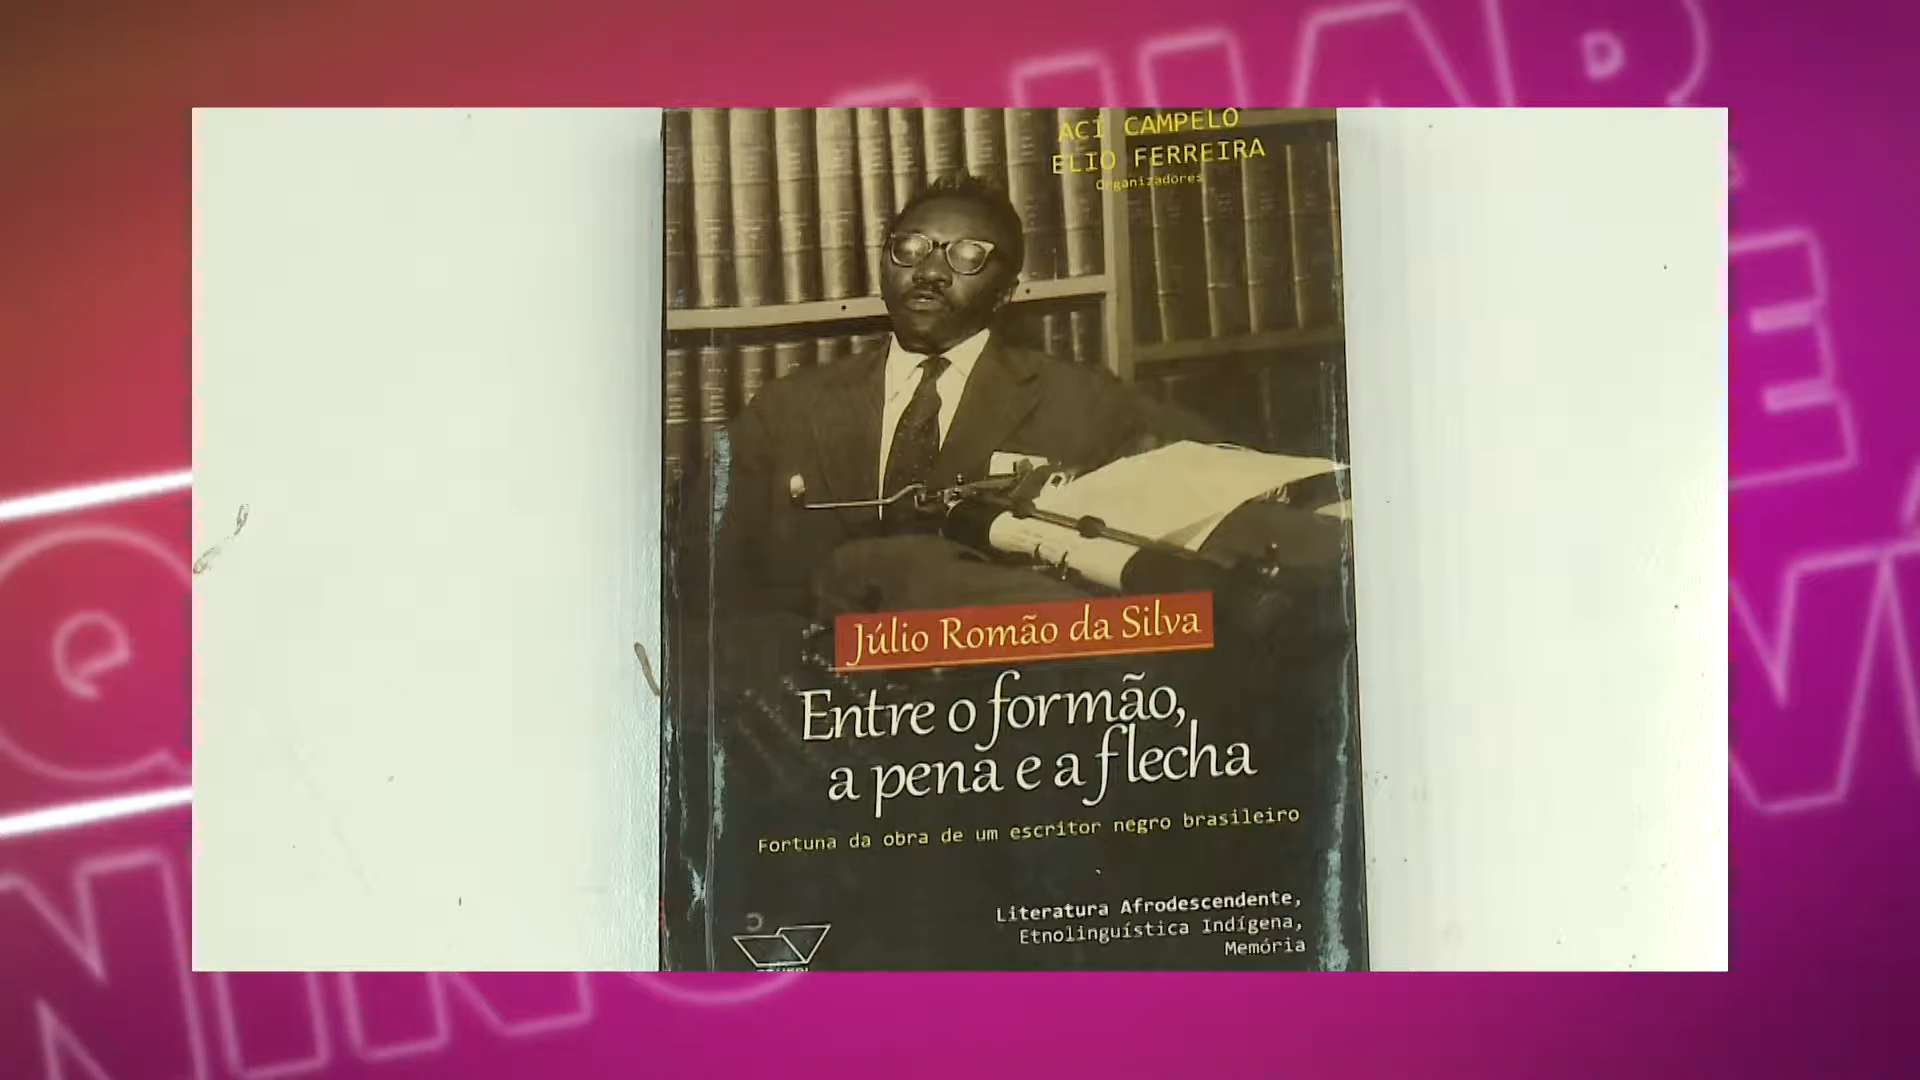 ACÍ CAMPELO
ELIO FERREIRA
Organizadores
Júlio Romão da Silva
Entre o formão,
a pena e a flecha
Fortuna da obra de um escritor negro brasileiro
Literatura Afrodescendente,
Etnolinguística Indígena,
Memória